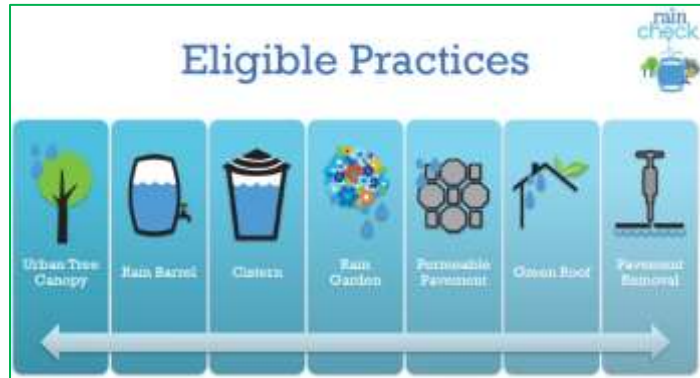 rain
check
Eligible Practices
Urban Tree
Canopy
Rain Barrel
Cistern
Rain
Garden
Permeable
Pavement
Green Roof
Pavement
Removal